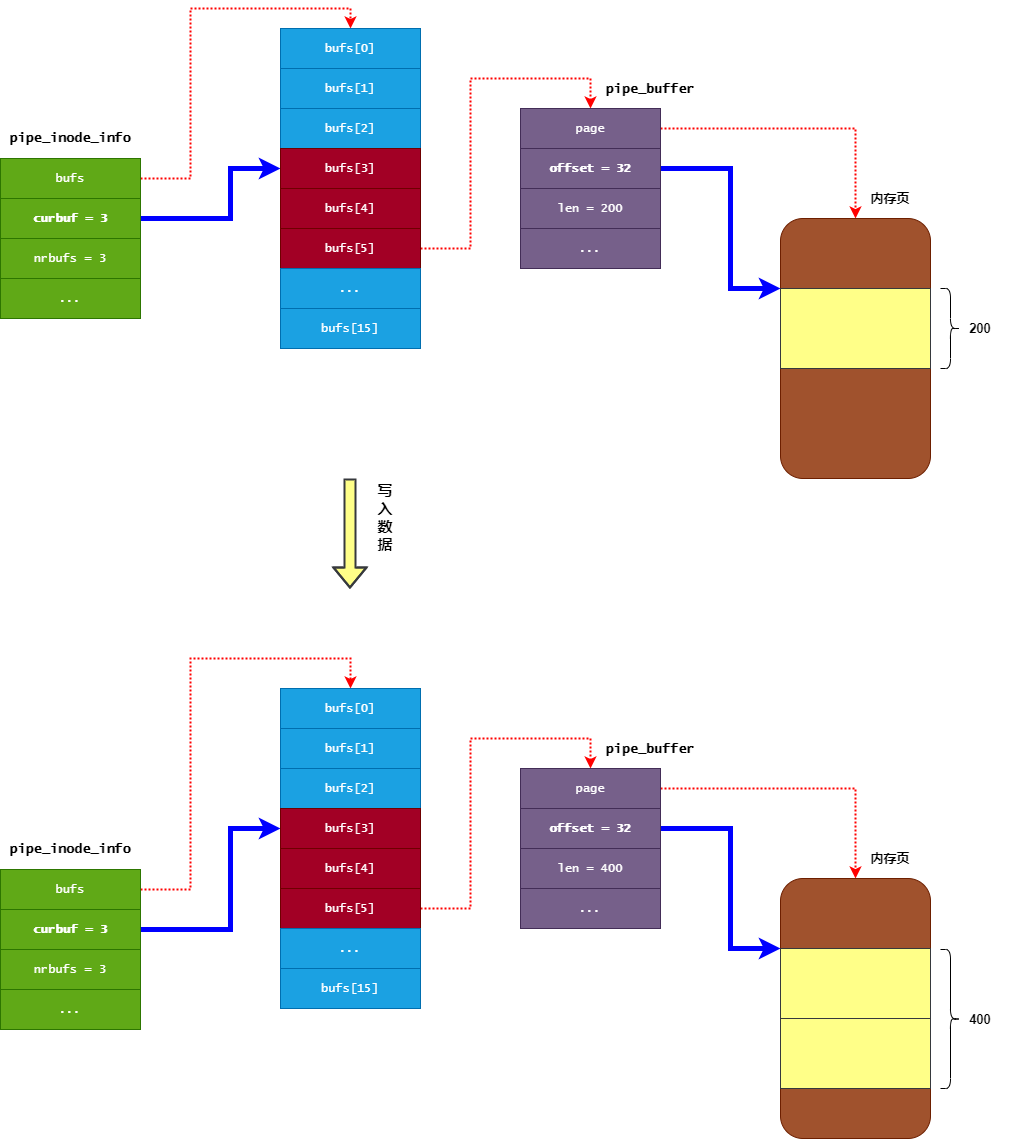 bufs[0]
bufs[1]
bufs[2]
bufs[3]
bufs[4]
bufs[5]
...
bufs[15]
pipe_inode_info
bufs
curbuf = 3
nrbufs = 3
...
pipe_buffer
page
offset = 32
len = 200
...
内存页
200
写
入
数
据
bufs[0]
bufs[1]
bufs[2]
bufs[3]
bufs[4]
bufs[5]
...
bufs[15]
pipe_inode_info
bufs
curbuf = 3
nrbufs = 3
...
pipe_buffer
page
offset = 32
len = 400
...
内存页
400